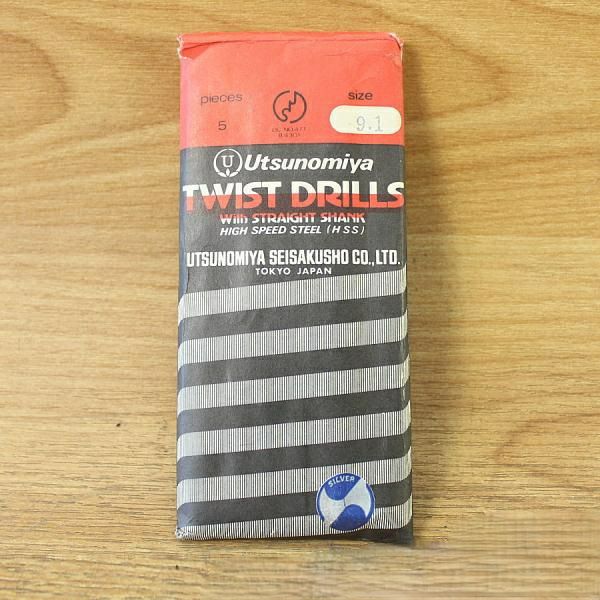 pieces size
5 9.1
U Utsunomiya
TWIST DRILLS
With STRAIGHT SHANK
HIGH SPEED STEEL (HSS)
UTSUNOMIYA SEISAKUSHO CO., LTD.
TOKYO JAPAN
SILVER